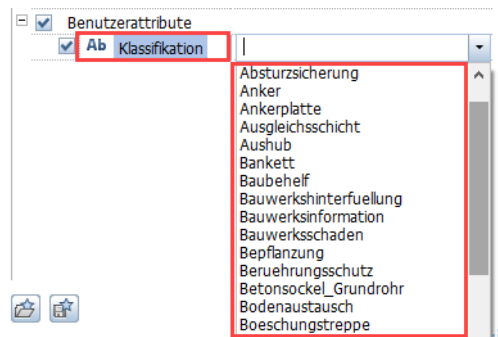 Benutzerattribute
Ab Klassifikation
Absturzsicherung
Anker
Ankerplatte
Ausgleichsschicht
Aushub
Bankett
Baubehelf
Bauwerkshinterfuellung
Bauwerksinformation
Bauwerksschaden
Bepflanzung
Beruehrungsschutz
Betonsockel_Grundrohr
Bodenaustausch
Boeschungstreppe